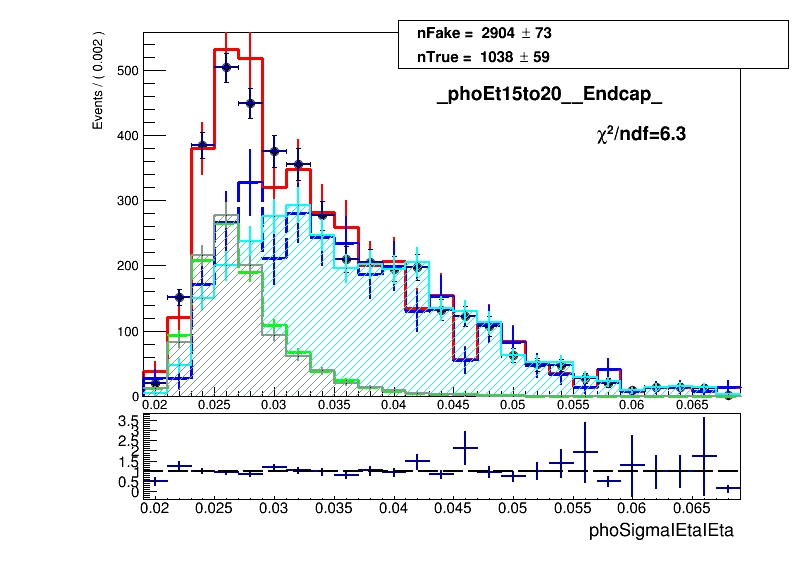 nFake = 2904 ± 73
nTrue = 1038 ± 59
_phoEt15to20__Endcap_
χ²/ndf=6.3
Events / ( 0.002 )
500
400
300
200
100
0
0.02 0.025 0.03 0.035 0.04 0.045 0.05 0.055 0.06 0.065
3.5
3
2.5
2
1.5
1
0.5
0
0.02 0.025 0.03 0.035 0.04 0.045 0.05 0.055 0.06 0.065
phoSigmaIEtaIEta